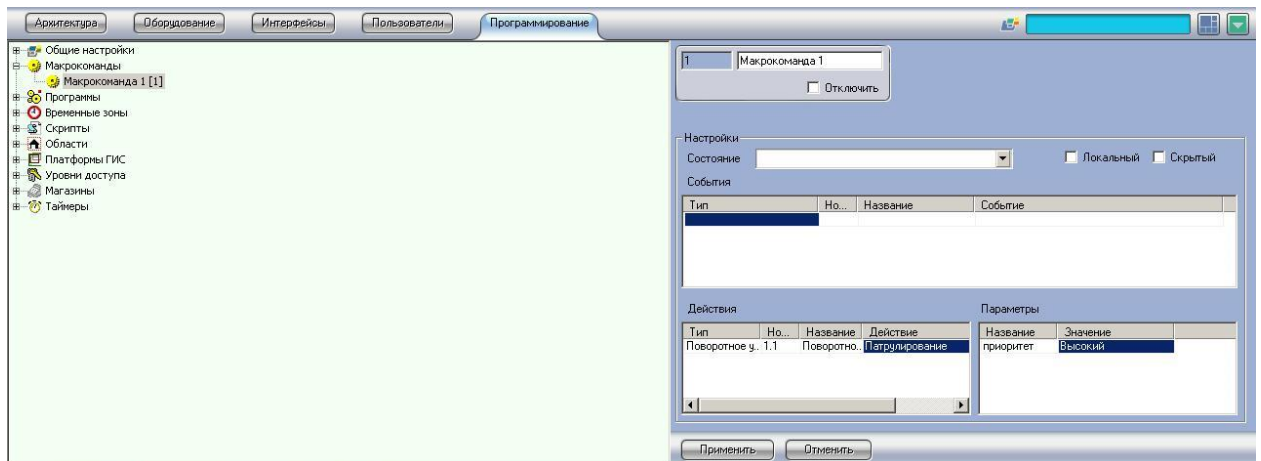 Архитектура Оборудование Интерфейсы Пользователи Программирование
Общие настройки
Макрокоманды
Макрокоманда 1 [1]
Программы
Временные зоны
Скрипты
Области
Платформы ГИС
Уровни доступа
Магазины
Таймеры
1 Макрокоманда 1
Отключить
Настройки
Состояние Локальный Скрытый
События
Тип Но... Название Событие
Действия
Тип Но... Название Действие
Поворотное у.. 1.1 Поворотно.. Патрулирование
Параметры
Название Значение
приоритет Высокий
Применить Отменить